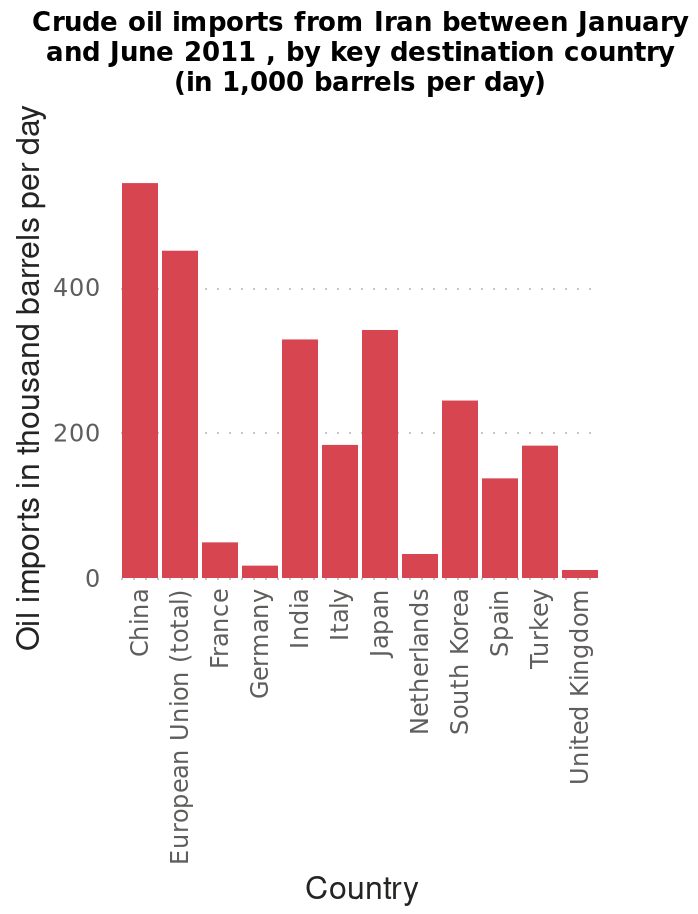 Crude oil imports from Iran between January
and June 2011 , by key destination country
(in 1,000 barrels per day)
Oil imports in thousand barrels per day
400
200
0
China
European Union (total)
France
Germany
India
Italy
Japan
Netherlands
South Korea
Spain
Turkey
United Kingdom
Country